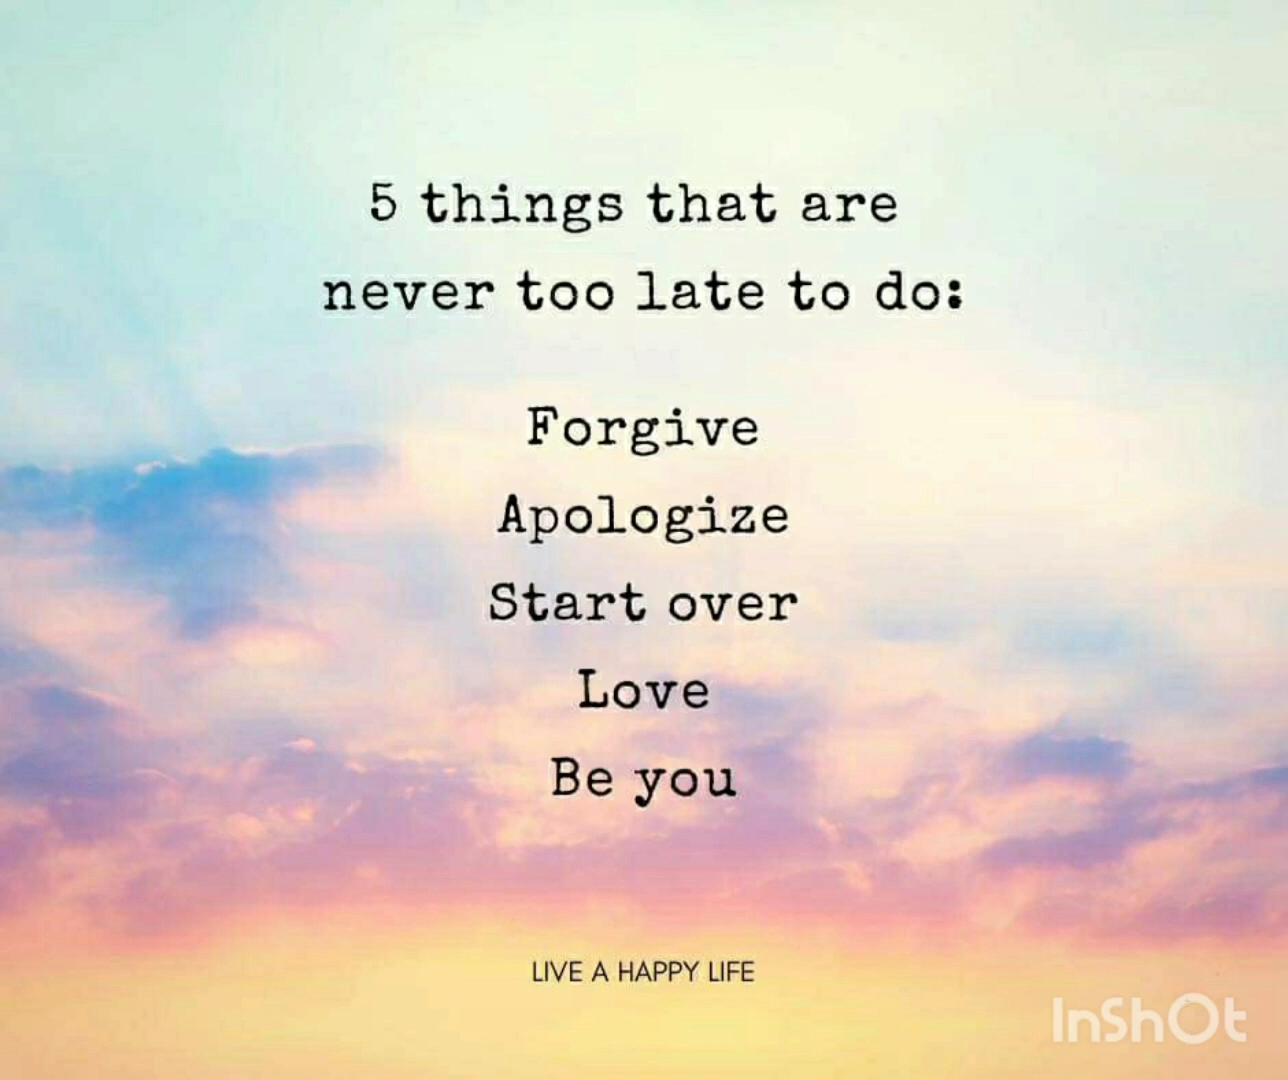 5 things that are
never too late to do:
Forgive
Apologize
Start over
Love
Be you
LIVE A HAPPY LIFE
InShOt